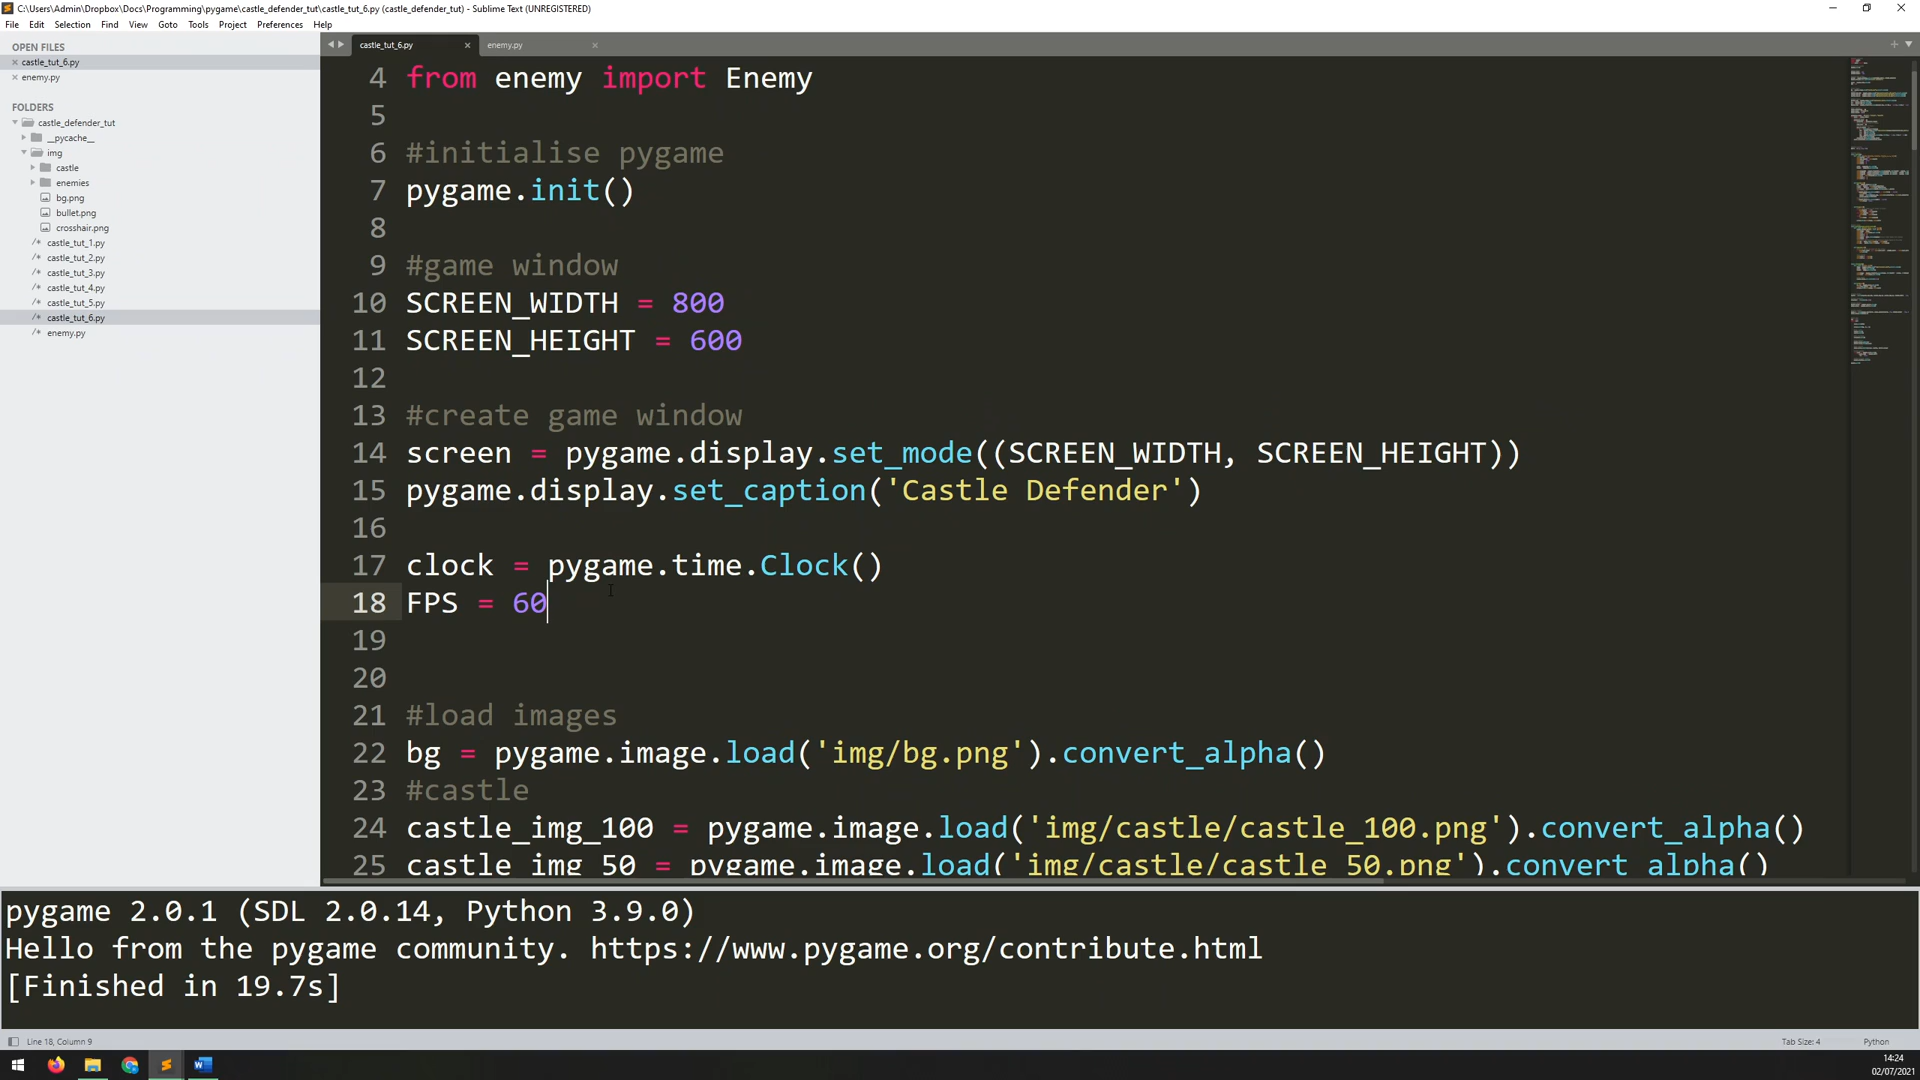 C:\Users\Admin\Dropbox\Docs\Programming\pygame\castle_defender_tut\castle_tut_6.py (castle_defender_tut) - Sublime Text (UNREGISTERED)
File Edit Selection Find View Goto Tools Project Preferences Help
OPEN FILES
castle_tut_6.py
enemy.py
FOLDERS
castle_defender_tut
__pycache__
img
castle
enemies
bg.png
bullet.png
crosshair.png
castle_tut_1.py
castle_tut_2.py
castle_tut_3.py
castle_tut_4.py
castle_tut_5.py
castle_tut_6.py
enemy.py
castle_tut_6.py enemy.py
4 from enemy import Enemy
5
6 #initialise pygame
7 pygame.init()
8
9 #game window
10 SCREEN_WIDTH = 800
11 SCREEN_HEIGHT = 600
12
13 #create game window
14 screen = pygame.display.set_mode((SCREEN_WIDTH, SCREEN_HEIGHT))
15 pygame.display.set_caption('Castle Defender')
16
17 clock = pygame.time.Clock()
18 FPS = 60
19
20
21 #load images
22 bg = pygame.image.load('img/bg.png').convert_alpha()
23 #castle
24 castle_img_100 = pygame.image.load('img/castle/castle_100.png').convert_alpha()
25 castle_img_50 = pygame.image.load('img/castle/castle_50.png').convert_alpha()
pygame 2.0.1 (SDL 2.0.14, Python 3.9.0)
Hello from the pygame community. https://www.pygame.org/contribute.html
[Finished in 19.7s]
Line 18, Column 9
Tab Size: 4 Python
14:24
02/07/2021